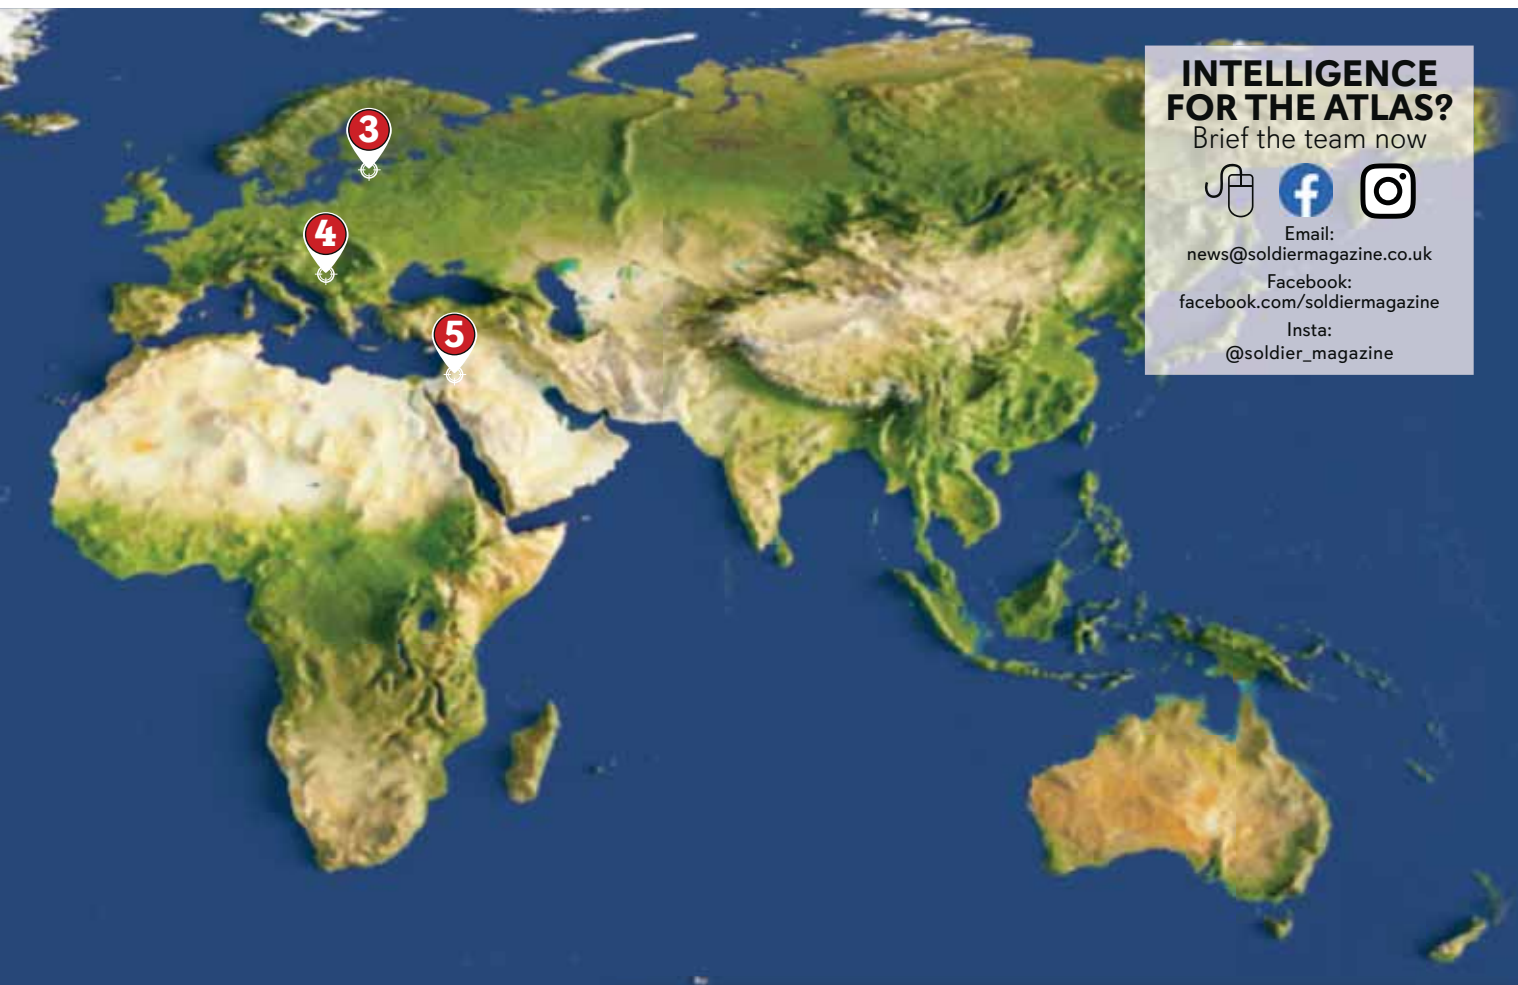 3
4
5
INTELLIGENCE
FOR THE ATLAS?
Brief the team now
Email:
news@soldiermagazine.co.uk
Facebook:
facebook.com/soldiermagazine
Insta:
@soldier_magazine